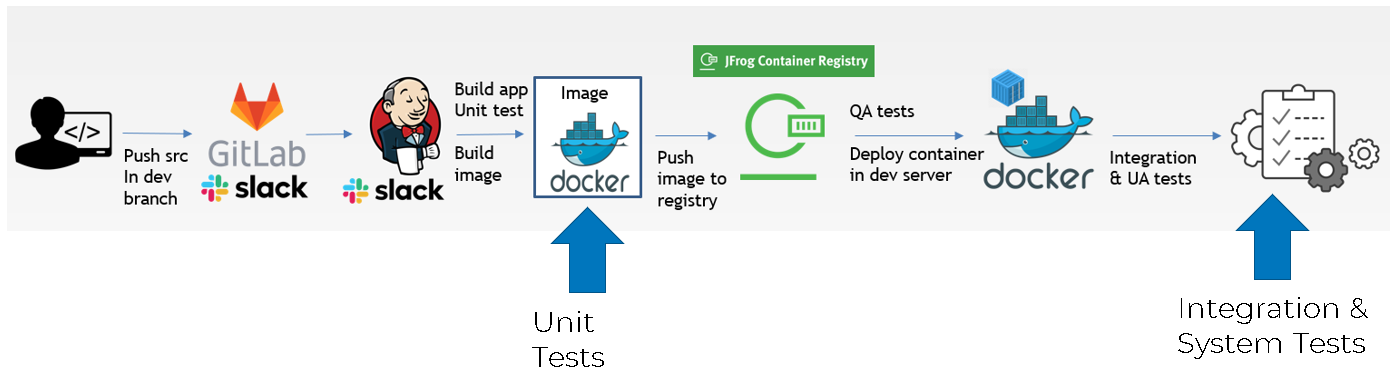 </>
Push src
In dev
branch
GitLab
slack
slack
Build app
Unit test
Build
image
Image
docker
Push
image to
registry
JFrog Container Registry
QA tests
Deploy container
in dev server
docker
Integration
& UA tests
Unit
Tests
Integration &
System Tests